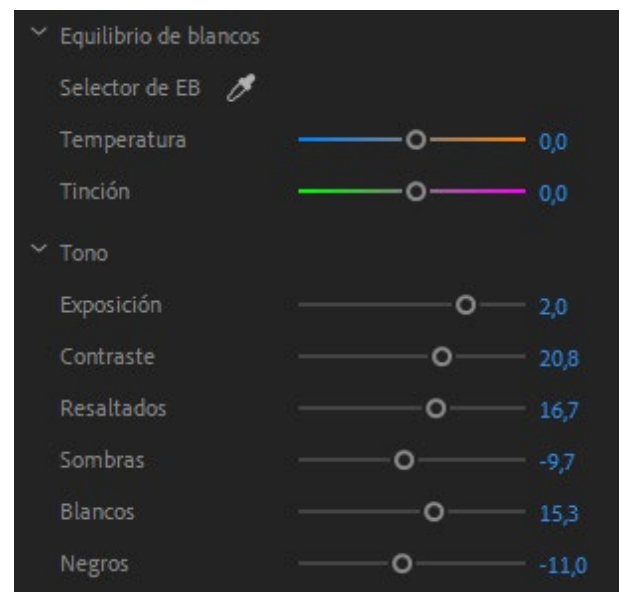 Equilibrio de blancos
Selector de EB
Temperatura 0,0
Tinción 0,0
Tono
Exposición 2,0
Contraste 20,8
Resaltados 16,7
Sombras -9,7
Blancos 15,3
Negros -11,0